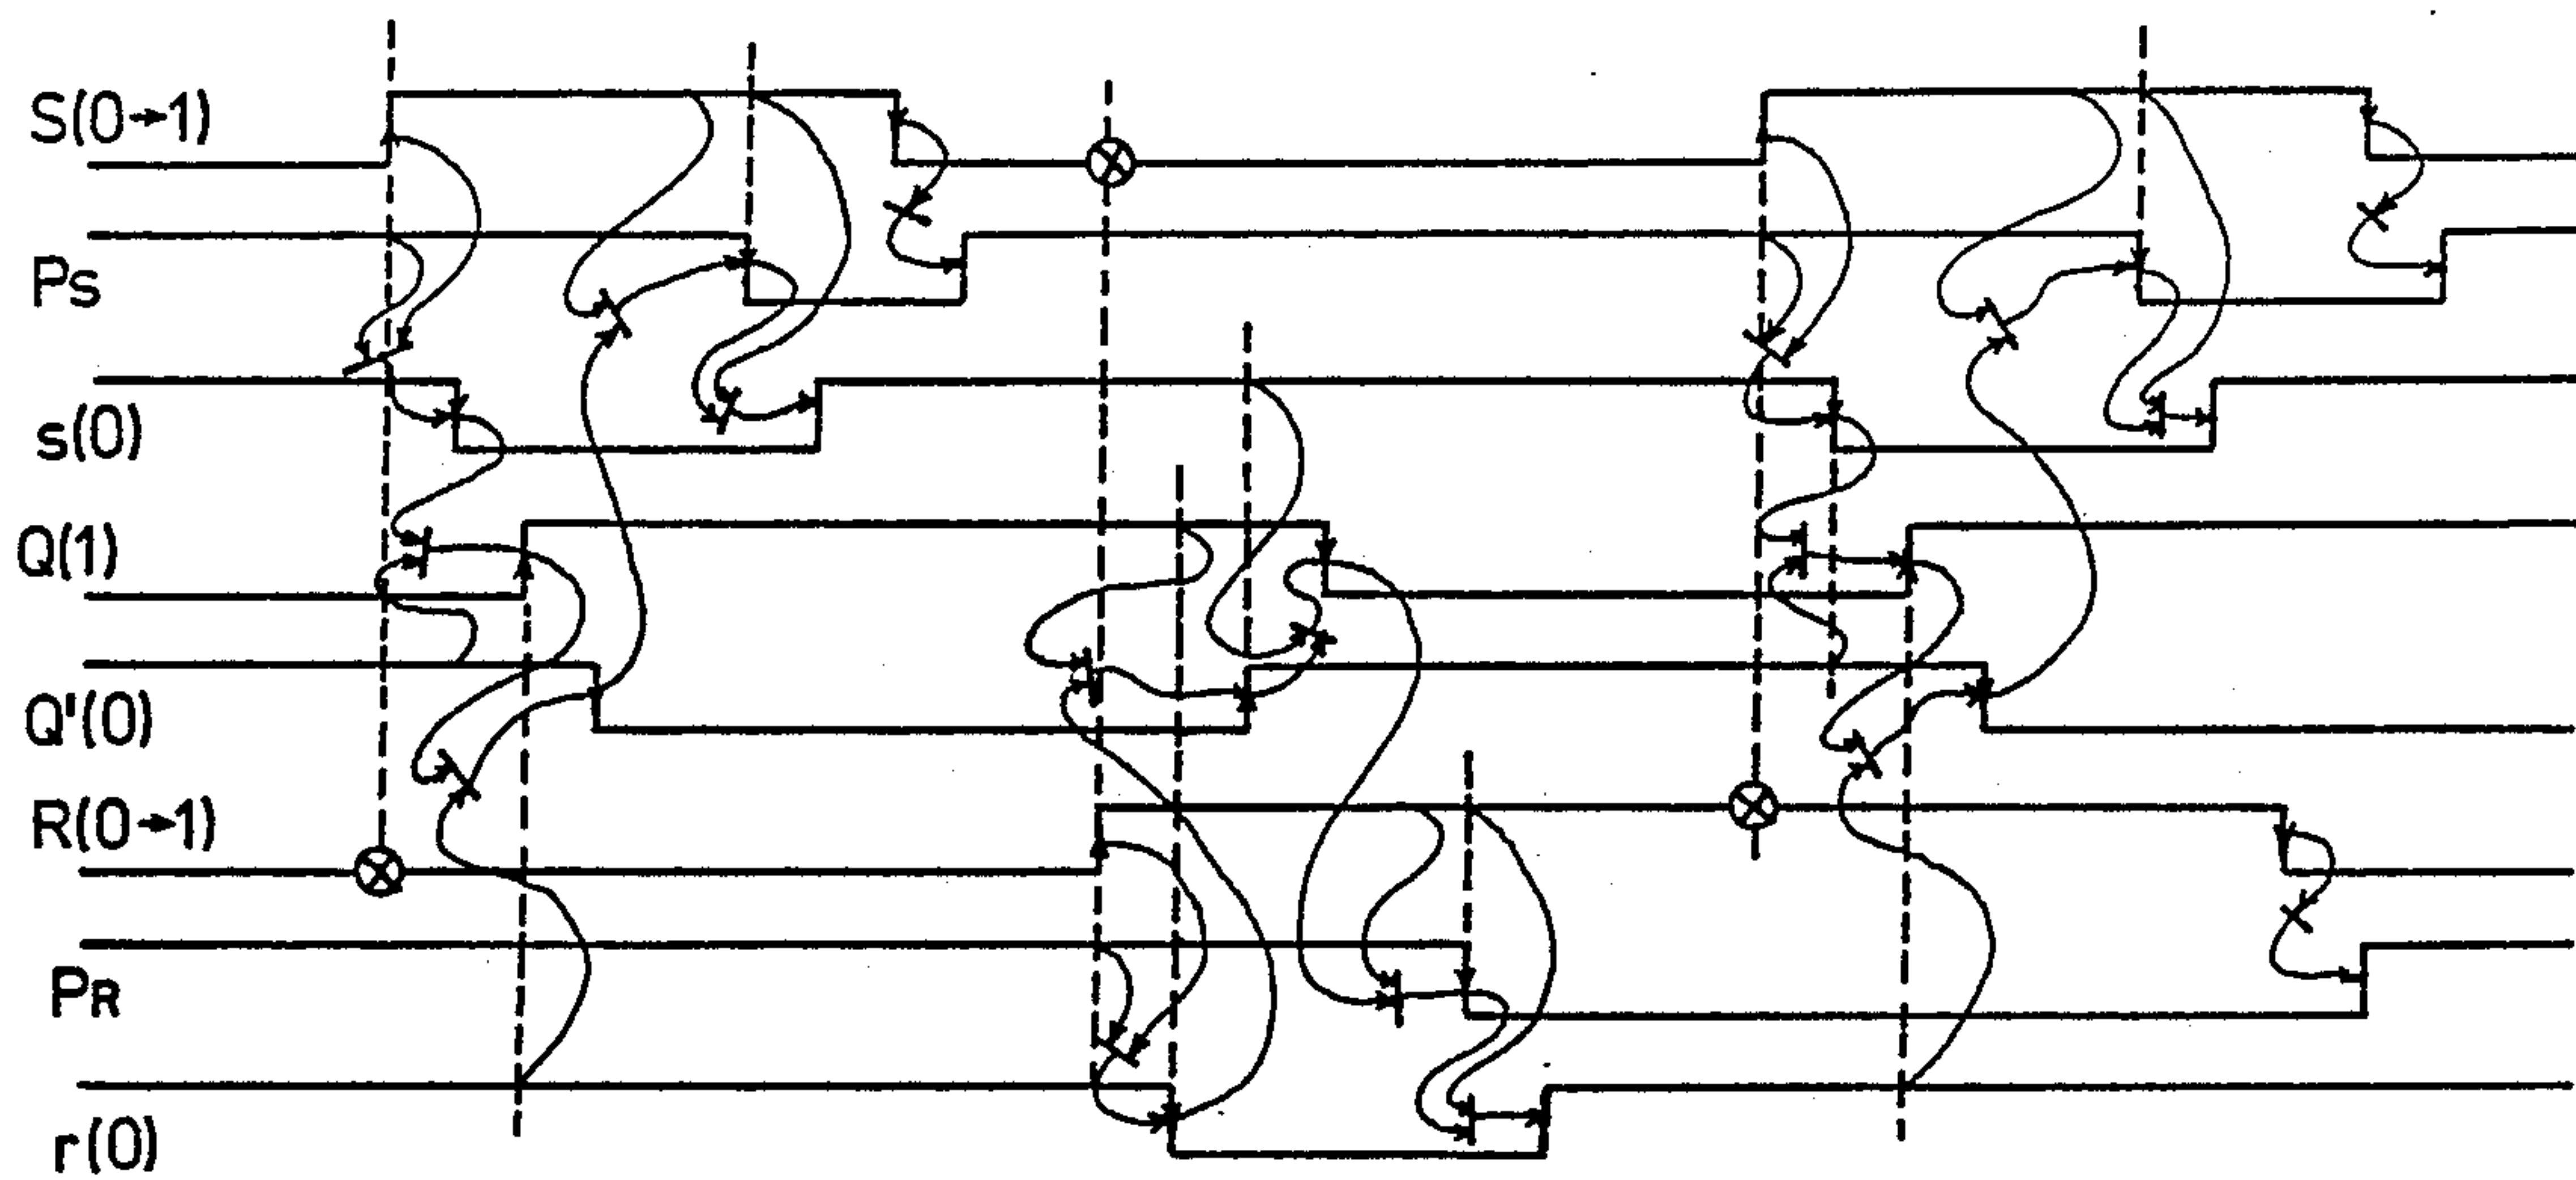 S(0→1)
Ps
s(0)
Q(1)
Q'(0)
R(0→1)
PR
r(0)